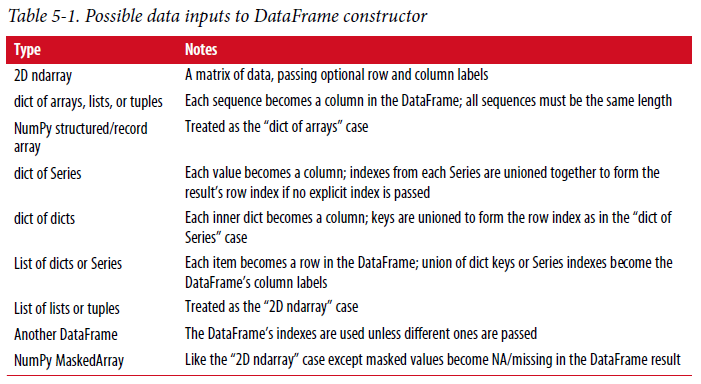 Table 5-1. Possible data inputs to DataFrame constructor
Type Notes
2D ndarray A matrix of data, passing optional row and column labels
dict of arrays, lists, or tuples Each sequence becomes a column in the DataFrame; all sequences must be the same length
NumPy structured/record Treated as the “dict of arrays” case
array
dict of Series Each value becomes a column; indexes from each Series are unioned together to form the
result’s row index if no explicit index is passed
dict of dicts Each inner dict becomes a column; keys are unioned to form the row index as in the “dict of
Series” case
List of dicts or Series Each item becomes a row in the DataFrame; union of dict keys or Series indexes become the
DataFrame’s column labels
List of lists or tuples Treated as the “2D ndarray” case
Another DataFrame The DataFrame’s indexes are used unless different ones are passed
NumPy MaskedArray Like the “2D ndarray” case except masked values become NA/missing in the DataFrame result